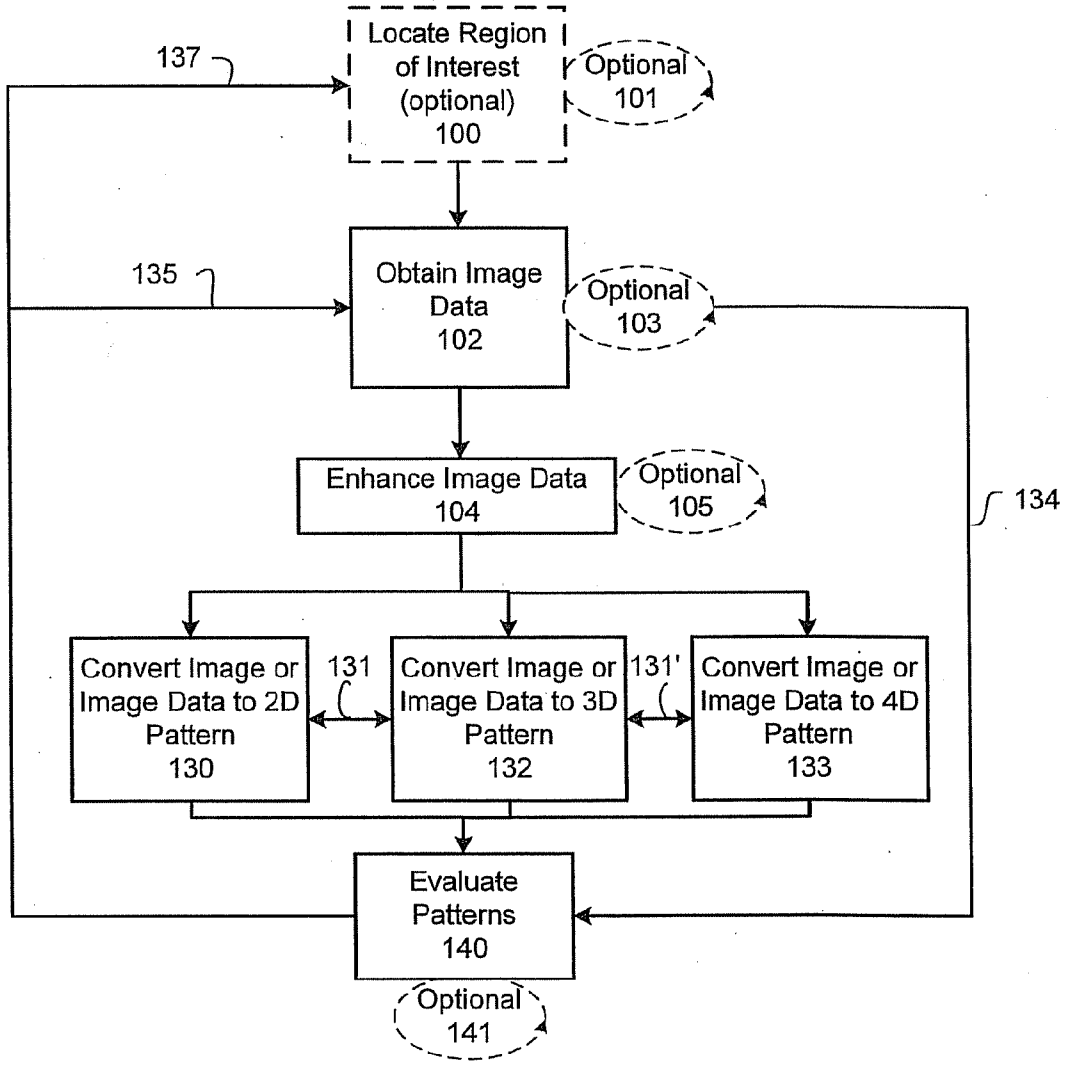 Locate Region
of Interest
(optional)
100
Optional
101
137
Obtain Image
Data
102
Optional
103
135
Enhance Image Data
104
Optional
105
134
Convert Image or
Image Data to 2D
Pattern
130
131
Convert Image or
Image Data to 3D
Pattern
132
131'
Convert Image or
Image Data to 4D
Pattern
133
Evaluate
Patterns
140
Optional
141